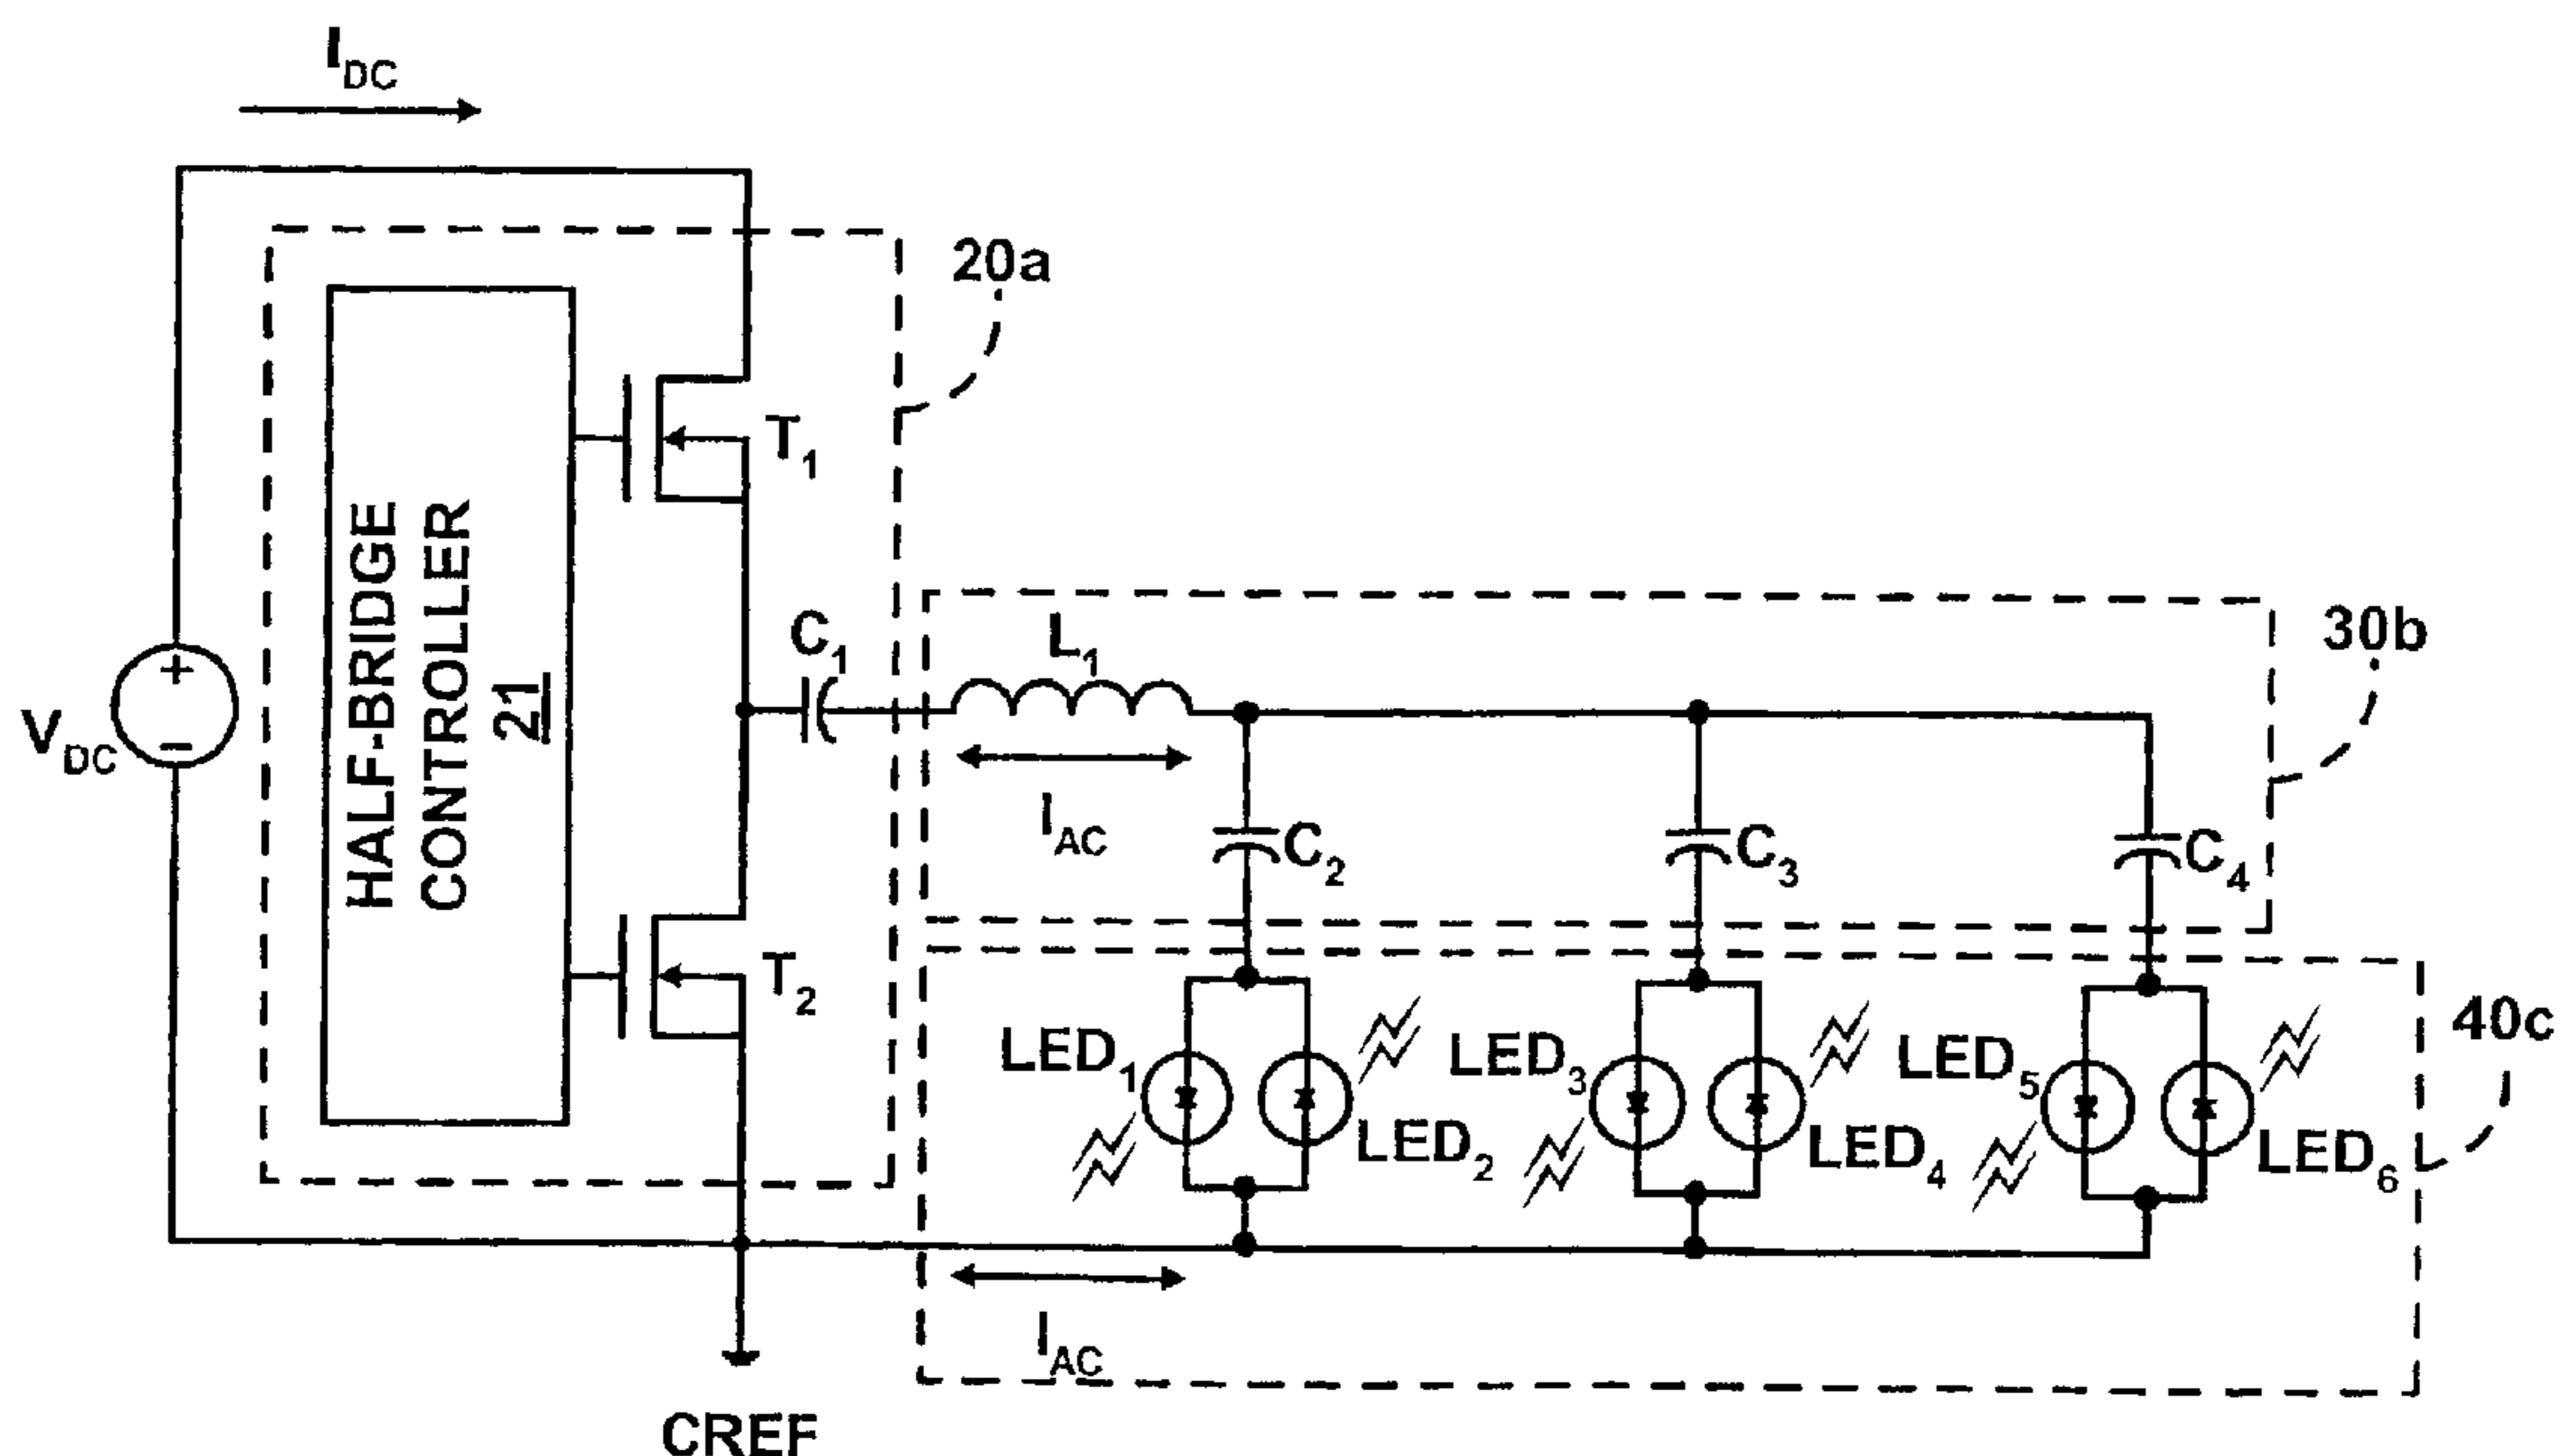 I_DC
20a
T_1
HALF-BRIDGE
CONTROLLER
21
C_1
L_1
30b
+
−
V_DC
I_AC
C_2
C_3
C_4
T_2
LED_1
LED_2
LED_3
LED_4
LED_5
LED_6
40c
I_AC
CREF